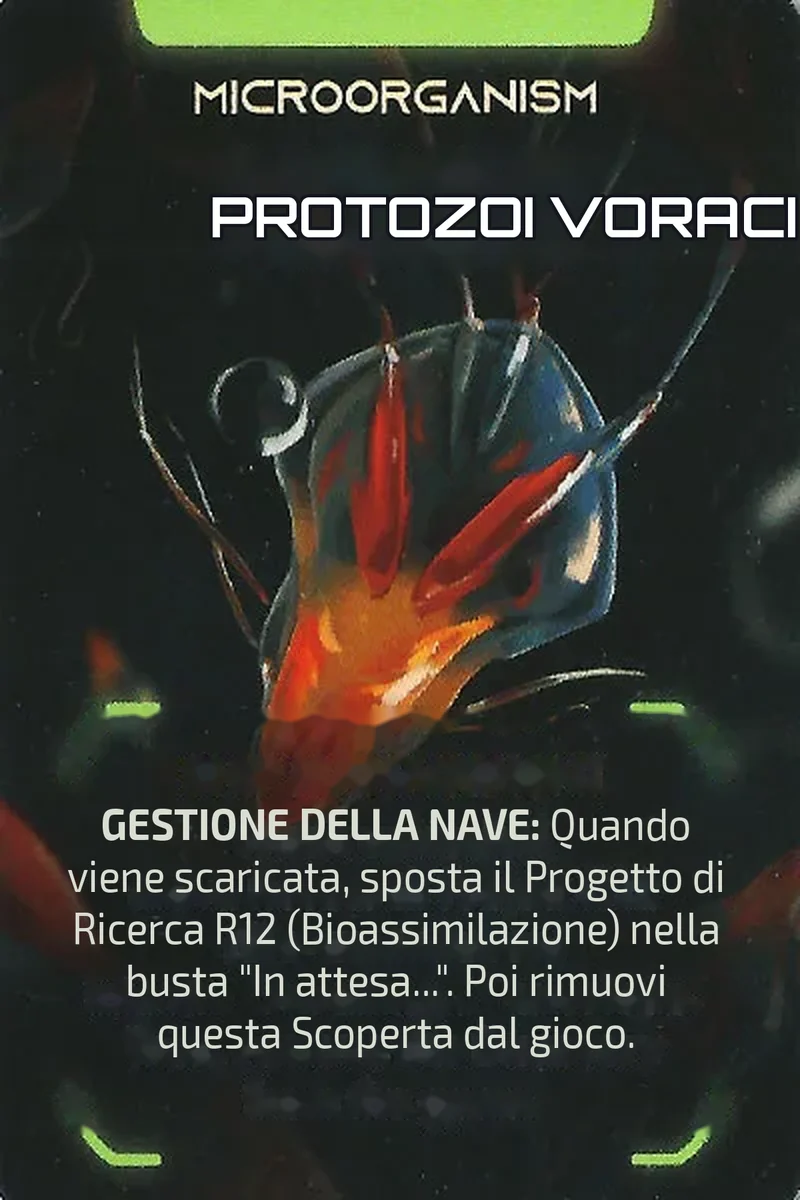 MICROORGANISM
PROTOZOI VORACI
GESTIONE DELLA NAVE: Quando
viene scaricata, sposta il Progetto di
Ricerca R12 (Bioassimilazione) nella
busta "In attesa...". Poi rimuovi
questa Scoperta dal gioco.